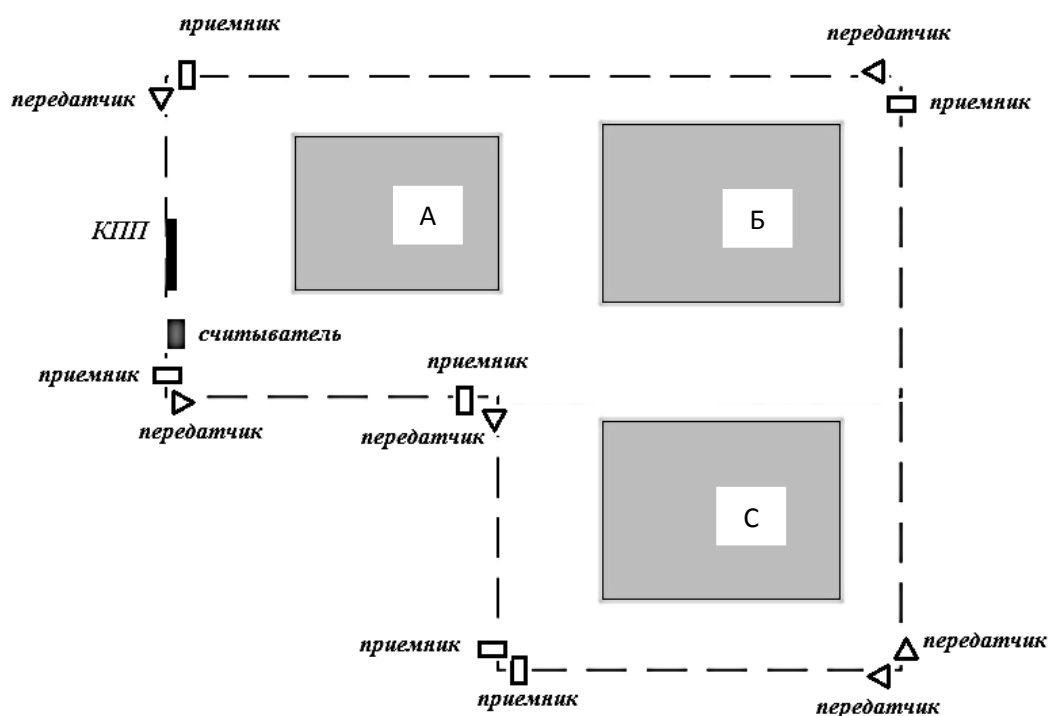 приемник
передатчик
передатчик
приемник
А
Б
КПП
считыватель
приемник
приемник
передатчик
передатчик
С
приемник
передатчик
приемник
передатчик